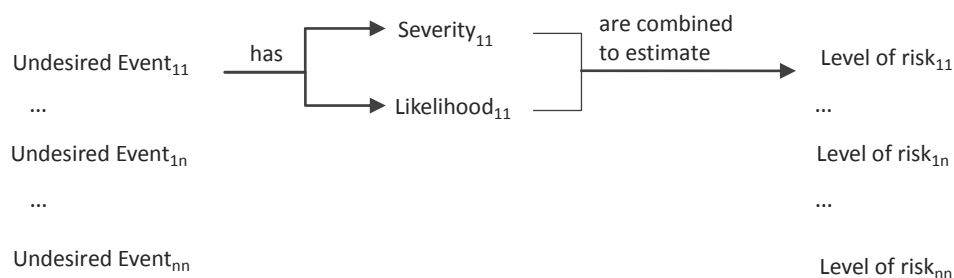 Undesired Event₁₁
has
Severity₁₁
Likelihood₁₁
are combined
to estimate
Level of risk₁₁
...
...
Undesired Event₁ₙ
Level of risk₁ₙ
...
...
Undesired Eventₙₙ
Level of riskₙₙ